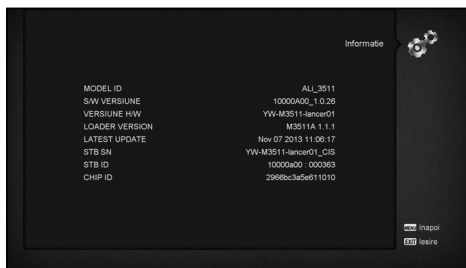 Informatie
MODEL ID ALi_3511
S/W VERSIUNE 10000A00_1.0.26
VERSIUNE H/W YW-M3511-lancer01
LOADER VERSION M3511A 1.1.1
LATEST UPDATE Nov 07 2013 11:06:17
STB SN YW-M3511-lancer01_CIS
STB ID 10000a00 : 000363
CHIP ID 2966bc3a5e611010
MENU Inapoi
EXIT Iesire